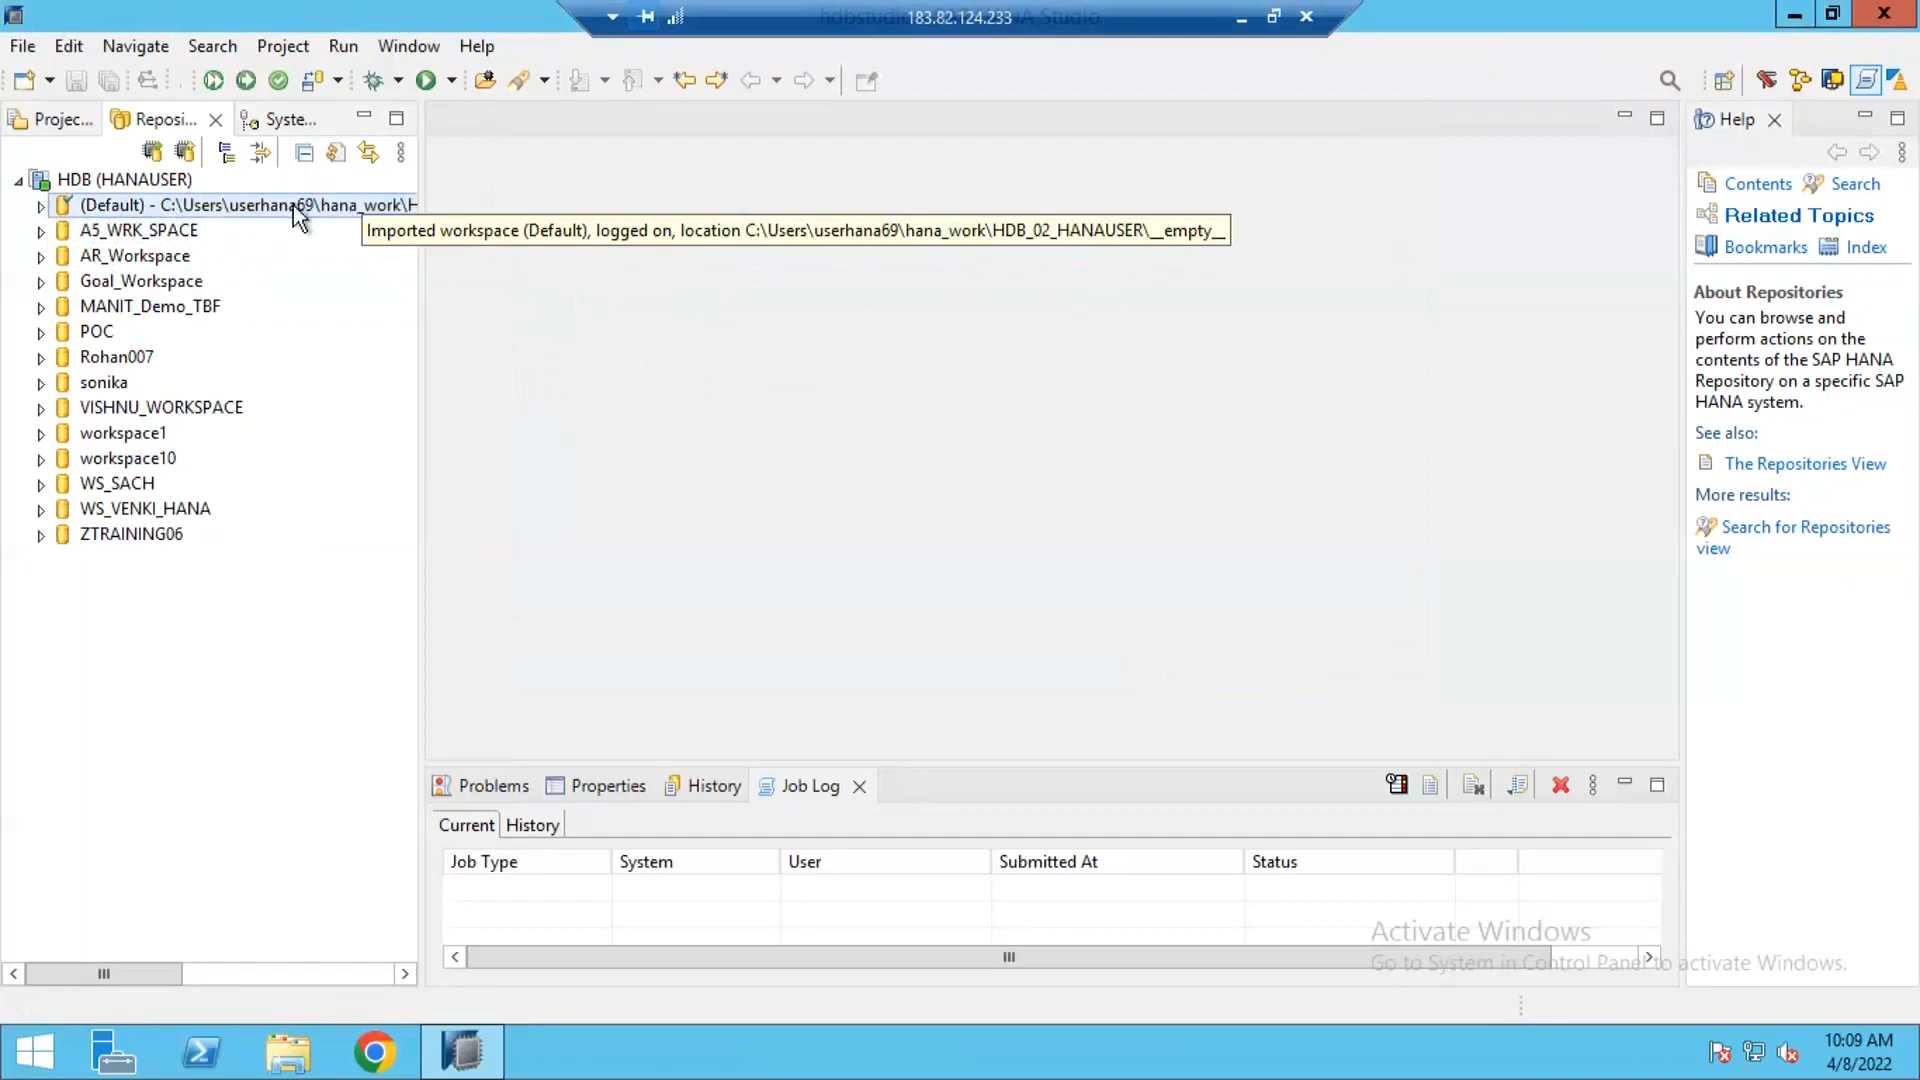 hdbstudio - SAP HANA Studio
183.82.124.233
File Edit Navigate Search Project Run Window Help
Projec... Reposi... Syste...
HDB (HANAUSER)
(Default) - C:\Users\userhana69\hana_work\H
A5_WRK_SPACE
AR_Workspace
Goal_Workspace
MANIT_Demo_TBF
POC
Rohan007
sonika
VISHNU_WORKSPACE
workspace1
workspace10
WS_SACH
WS_VENKI_HANA
ZTRAINING06
Imported workspace (Default), logged on, location C:\Users\userhana69\hana_work\HDB_02_HANAUSER\__empty__
Help
Contents Search
Related Topics
Bookmarks Index
About Repositories
You can browse and
perform actions on the
contents of the SAP HANA
Repository on a specific SAP
HANA system.
See also:
The Repositories View
More results:
Search for Repositories
view
Problems Properties History Job Log
Current History
Job Type System User Submitted At Status
Activate Windows
Go to System in Control Panel to activate Windows.
10:09 AM
4/8/2022